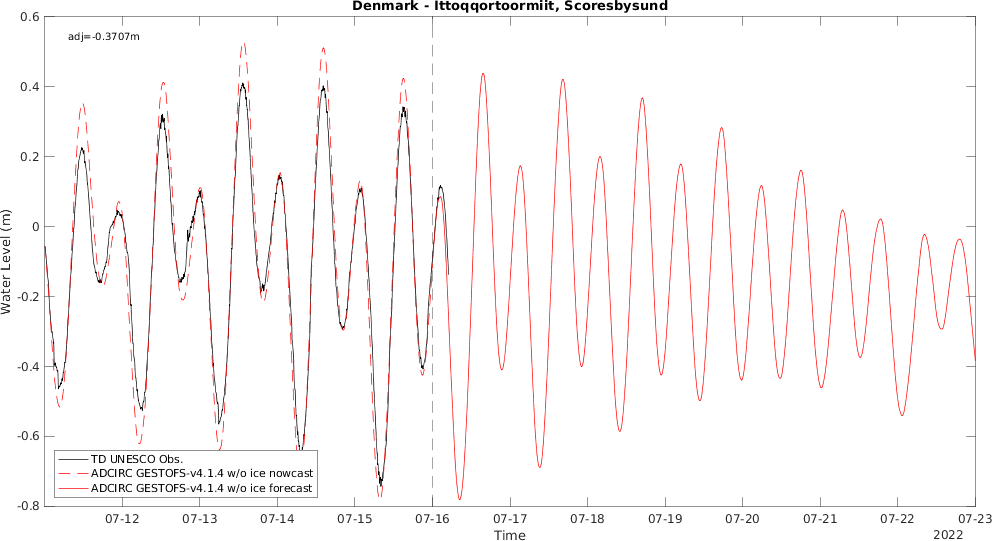 Denmark - Ittoqqortoormiit, Scoresbysund
adj=-0.3707m
0.6
0.4
0.2
0
-0.2
-0.4
-0.6
-0.8
Water Level (m)
TD UNESCO Obs.
ADCIRC GESTOFS-v4.1.4 w/o ice nowcast
ADCIRC GESTOFS-v4.1.4 w/o ice forecast
07-12 07-13 07-14 07-15 07-16 07-17 07-18 07-19 07-20 07-21 07-22 07-23
Time
2022